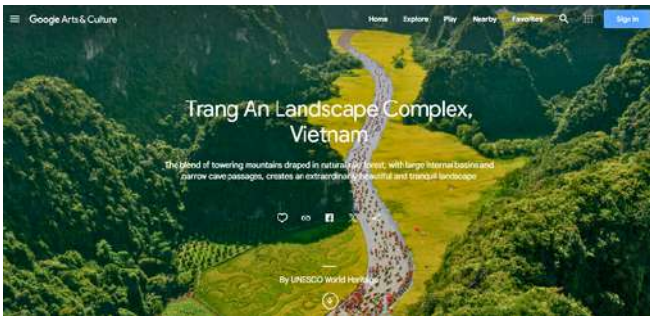 Google Arts & Culture
Home Explore Play Nearby Favorites
Sign in
Trang An Landscape Complex,
Vietnam
The blend of towering mountains draped in natural rain forest, with large internal basins and
narrow cave passages, creates an extraordinarily beautiful and tranquil landscape
By UNESCO World Heritage